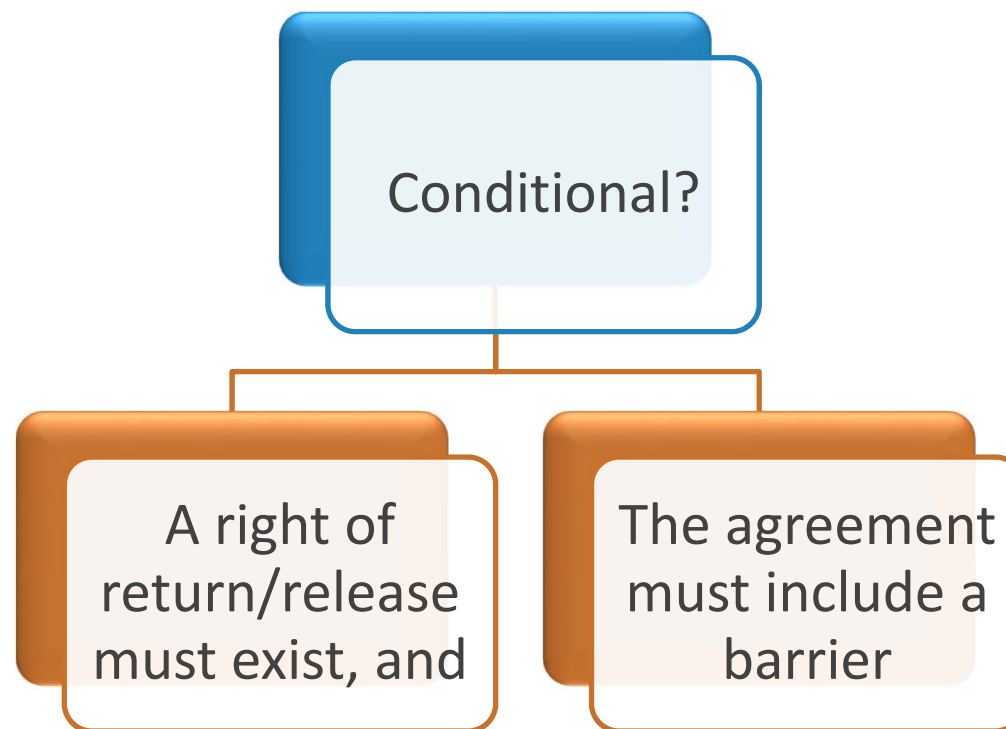 Conditional?
A right of
return/release
must exist, and
The agreement
must include a
barrier